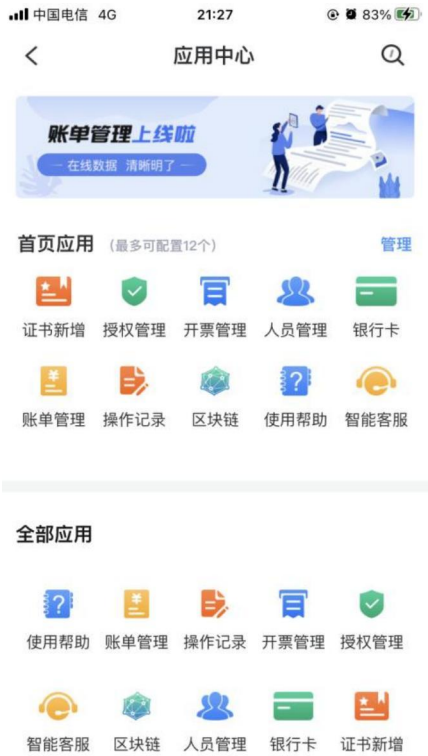 中国电信 4G 21:27 83%
应用中心
账单管理上线啦
在线数据 清晰明了
首页应用 (最多可配置12个) 管理
证书新增 授权管理 开票管理 人员管理 银行卡
账单管理 操作记录 区块链 使用帮助 智能客服
全部应用
使用帮助 账单管理 操作记录 开票管理 授权管理
智能客服 区块链 人员管理 银行卡 证书新增